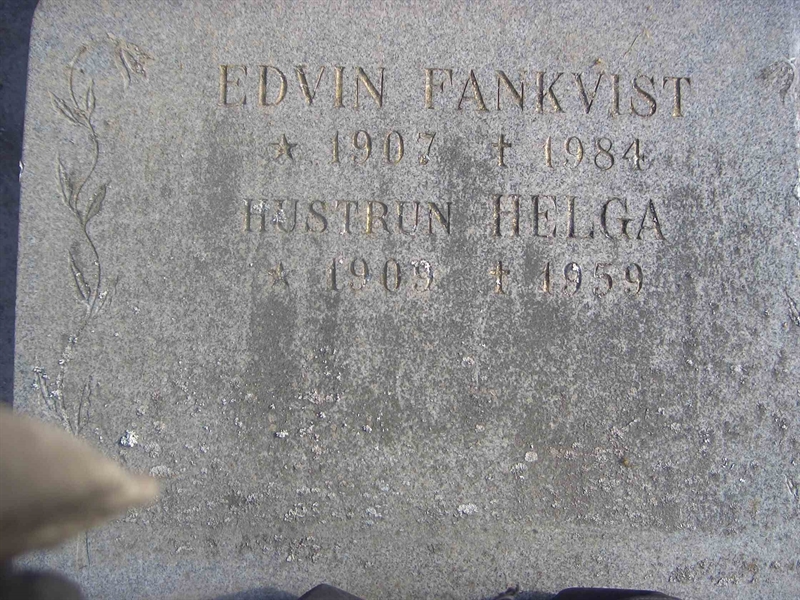 EDVIN FANKVIST
★ 1907 † 1984
HUSTRUN HELGA
★ 1909 † 1959